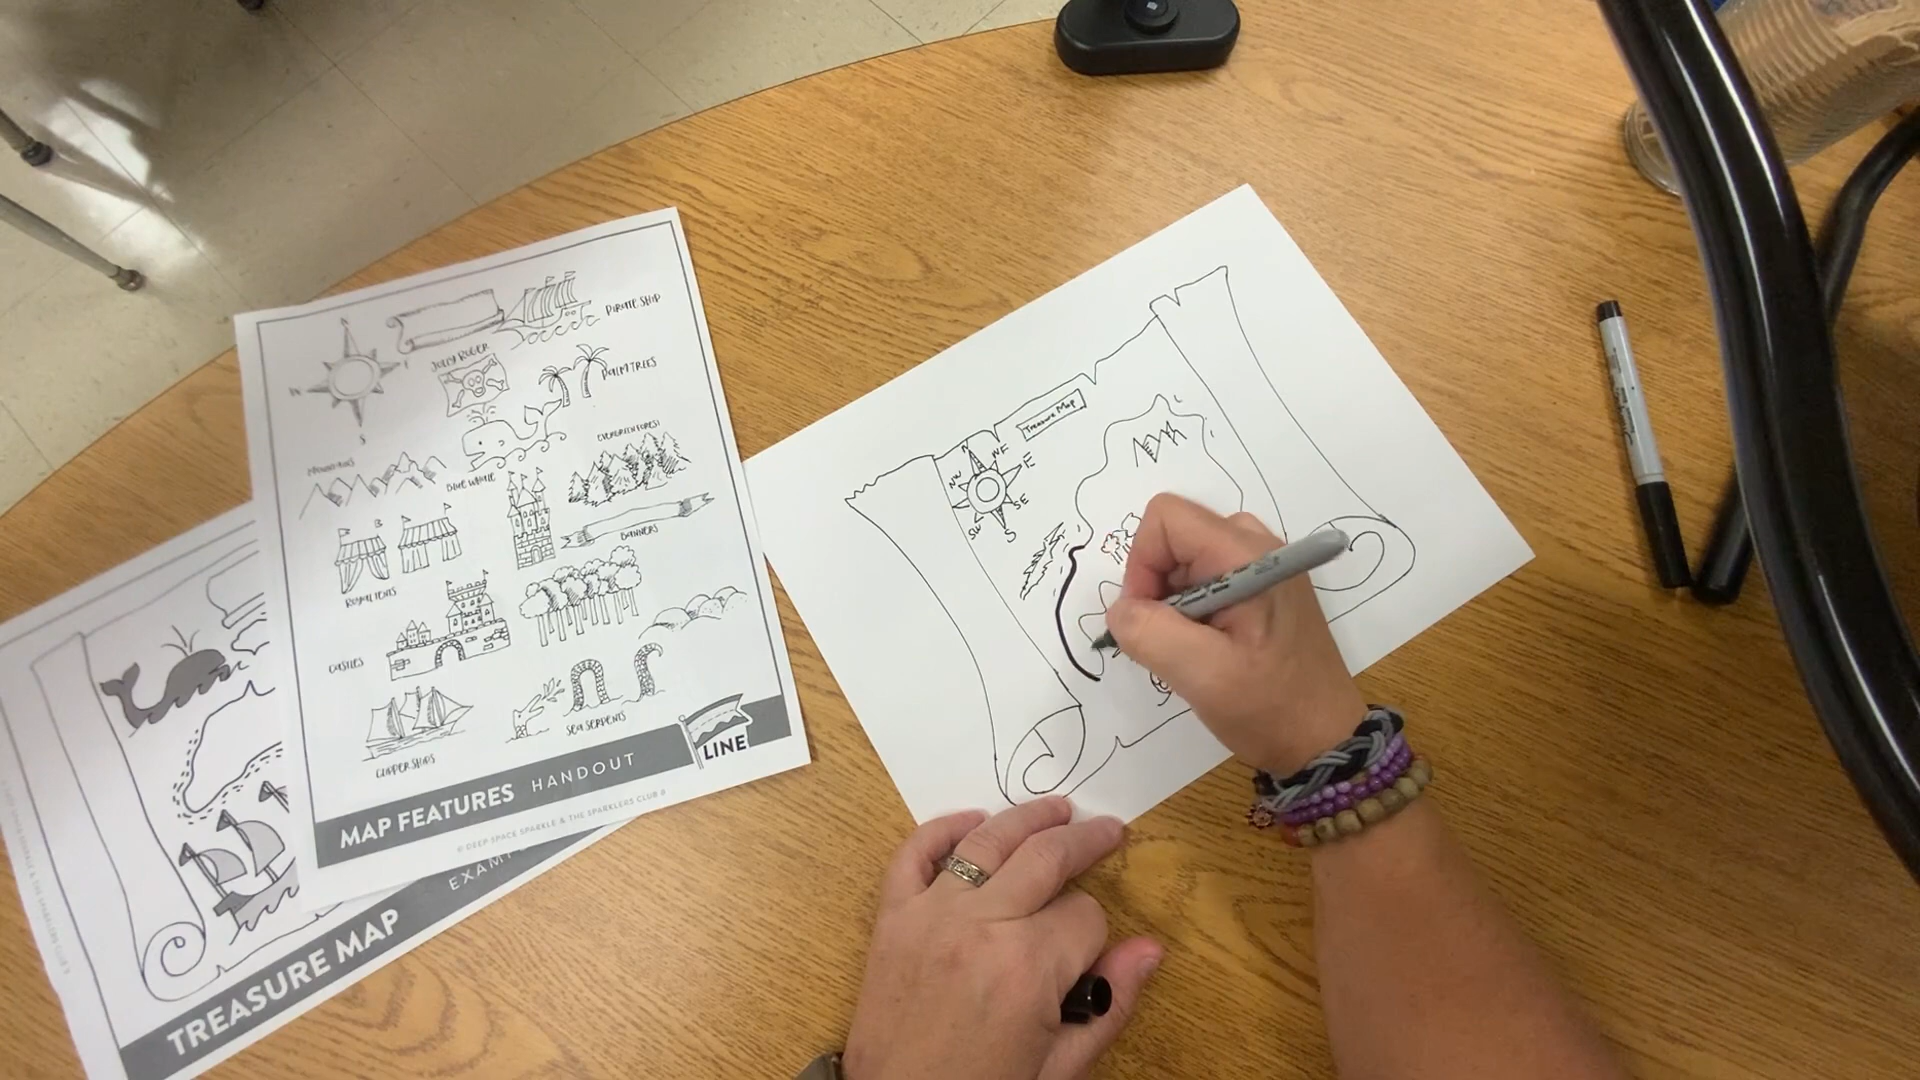 PIRATE SHIP
JOLLY ROGER
PALM TREES
S
EVERGREEN FOREST
MOUNTAINS
BLUE WHALE
BANNERS
ROYAL TENTS
CASTLES
SEA SERPENTS
CLIPPER SHIPS
LINE
MAP FEATURES HANDOUT
© DEEP SPACE SPARKLE & THE SPARKLERS CLUB
TREASURE MAP
Treasure Map
N
NE
E
SE
S
SW
NW